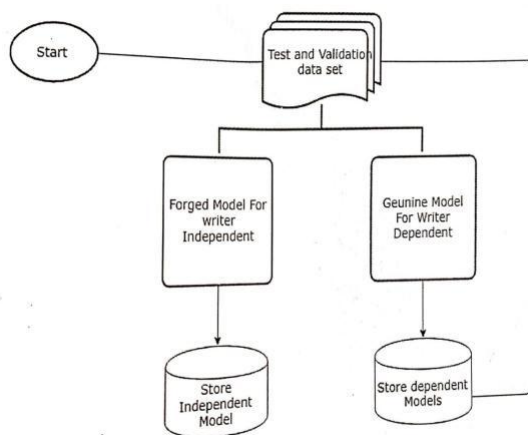 Start
Test and Validation
data set
Forged Model For
writer
Independent
Geunine Model
For Writer
Dependent
Store
Independent
Model
Store dependent
Models